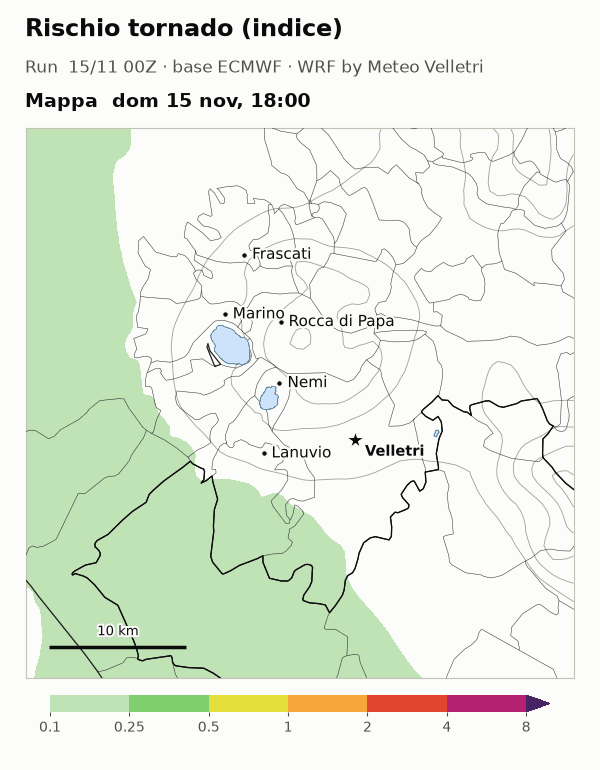 Rischio tornado (indice)
Run  15/11 00Z · base ECMWF · WRF by Meteo Velletri
Mappa  dom 15 nov, 18:00
Frascati
Marino
Rocca di Papa
Nemi
Velletri
Lanuvio
10 km
0.1 0.25 0.5 1 2 4 8